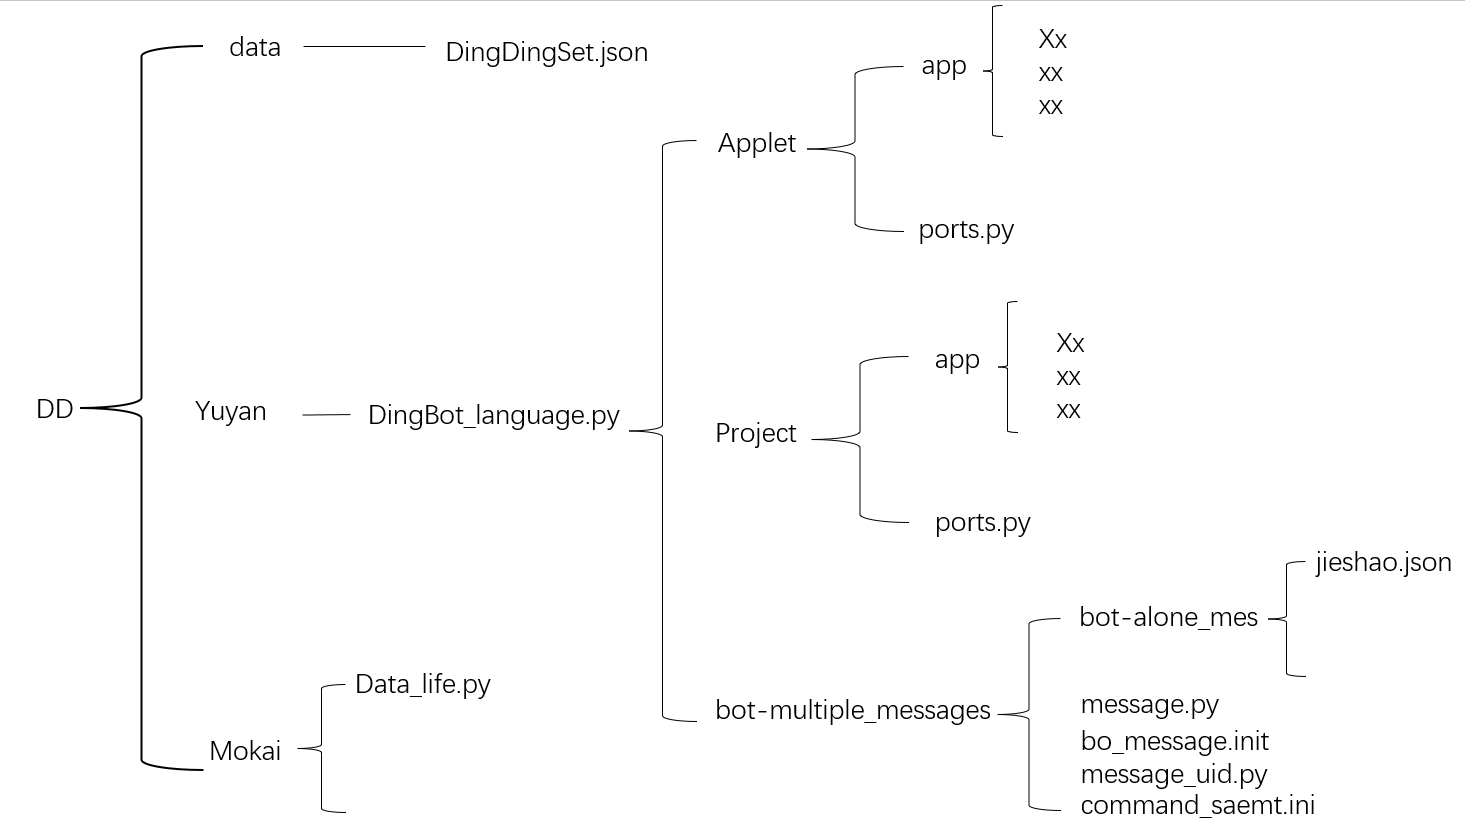 DD
data
DingDingSet.json
Yuyan
DingBot_language.py
Applet
app
Xx
xx
xx
ports.py
Project
app
Xx
xx
xx
ports.py
bot-multiple_messages
bot-alone_mes
jieshao.json
message.py
bo_message.init
message_uid.py
command_saemt.ini
Mokai
Data_life.py